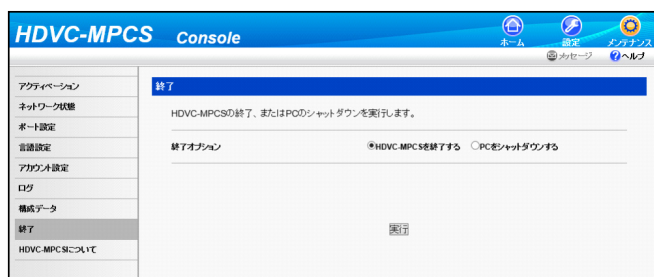 HDVC-MPCS Console
ホーム 設定 メンテナンス
メッセージ ヘルプ
アクティベーション
ネットワーク状態
ポート設定
言語設定
アカウント設定
ログ
構成データ
終了
HDVC-MPCSについて
終了
HDVC-MPCSの終了、またはPCのシャットダウンを実行します。
終了オプション HDVC-MPCSを終了する PCをシャットダウンする
実行